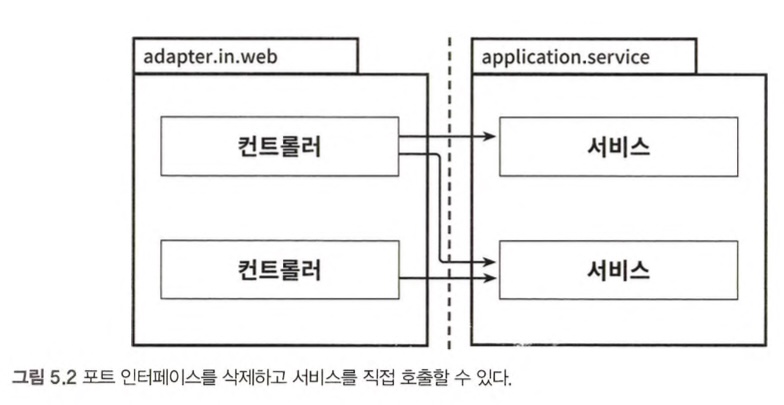 adapter.in.web
application.service
컨트롤러
서비스
컨트롤러
서비스
그림 5.2 포트 인터페이스를 삭제하고 서비스를 직접 호출할 수 있다.